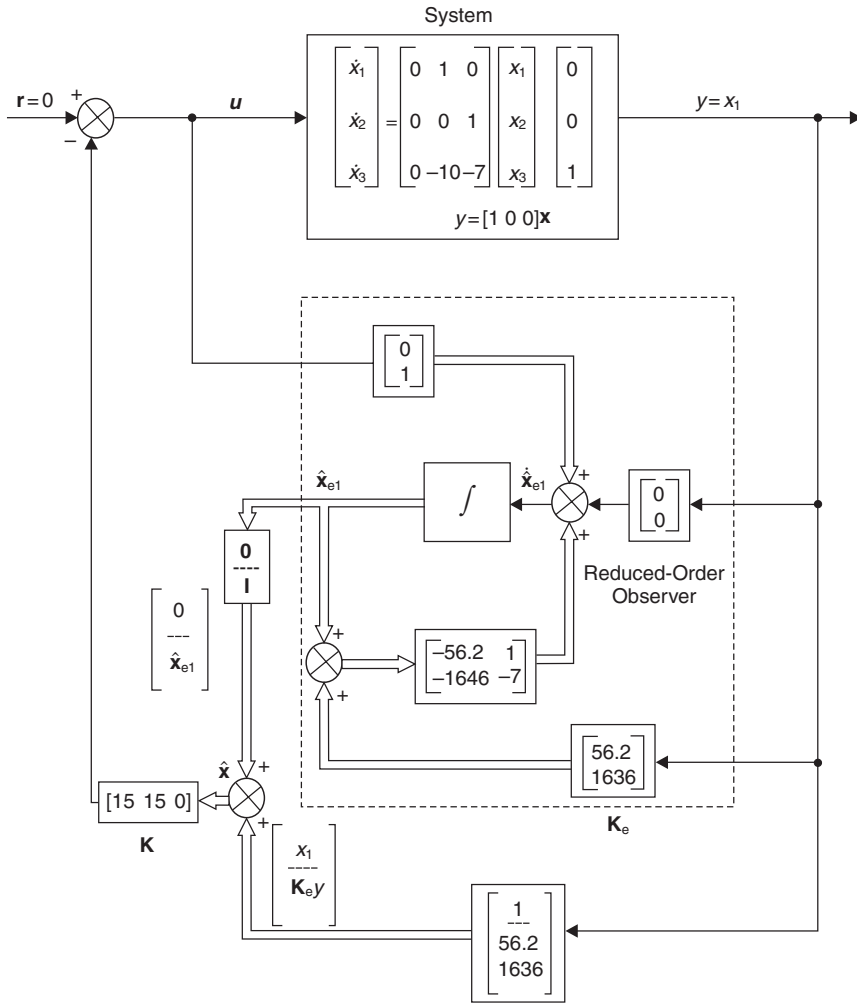 System
ẋ1 0 1 0 x1 0
ẋ2 = 0 0 1 x2 0
ẋ3 0 −10 −7 x3 1
y = [1 0 0]x
r = 0
+
−
u
y = x1
0
1
x̂e1
∫
x̂̇e1
+
+
0
0
0
----
I
Reduced-Order
Observer
0
---
x̂e1
+
+
−56.2 1
−1646 −7
56.2
1636
x̂
+
+
[15 15 0]
K
Ke
x1
----
Ke y
1
---
56.2
1636